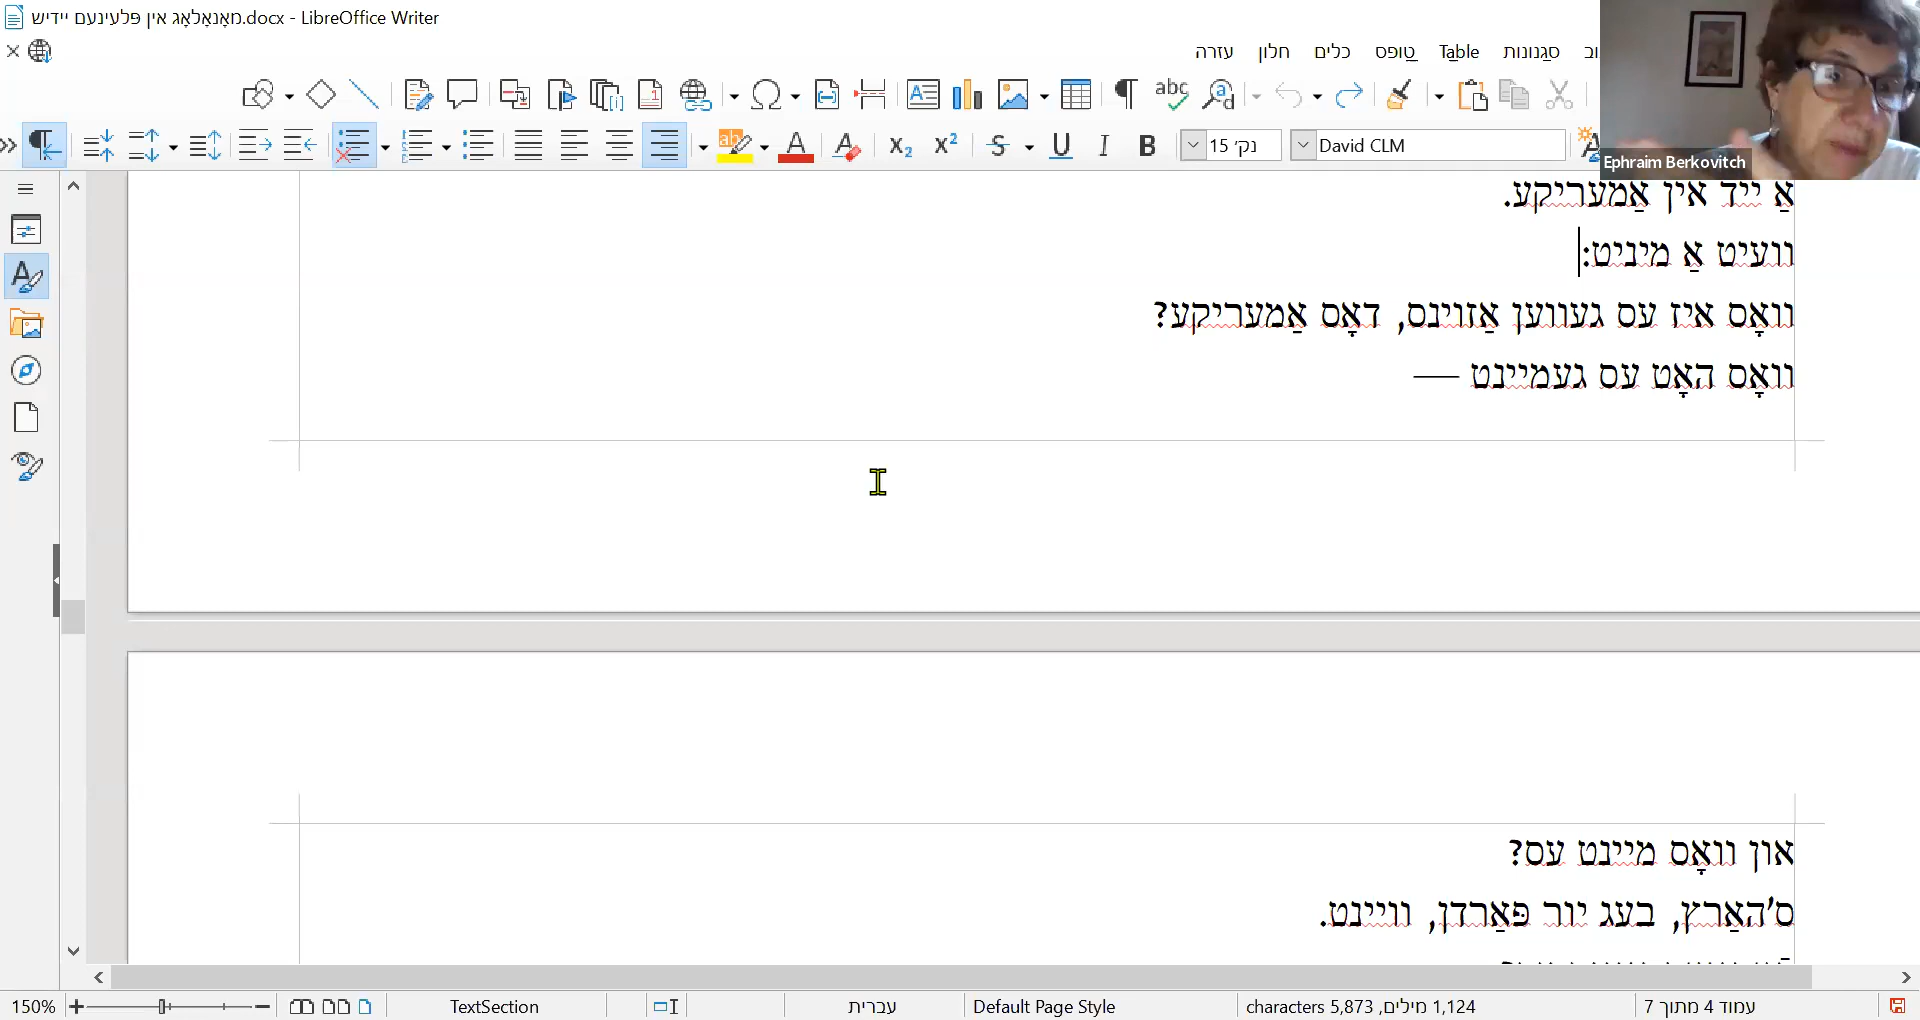 מאָנאָלאָג אין פּלעינעם יידיש.docx - LibreOffice Writer
סגנונות Table טופס כלים חלון עזרה
Ephraim Berkovitch
15 נק׳ David CLM
אַ ייד אין אַמעריקע.
וועיט אַ מיניט:
וואָס איז עס געווען אַזוינס, דאָס אַמעריקע?
וואָס האָט עס געמיינט —
און וואָס מיינט עס?
ס'האַרץ, בעג יור פּאַרדן, וויינט.
150% TextSection עברית Default Page Style 1,124 מילים, 5,873 characters עמוד 4 מתוך 7